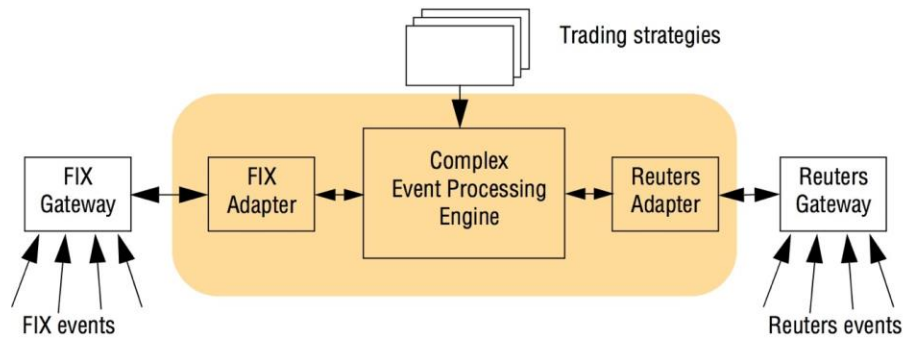 Trading strategies
FIX
Gateway
FIX
Adapter
Complex
Event Processing
Engine
Reuters
Adapter
Reuters
Gateway
FIX events
Reuters events